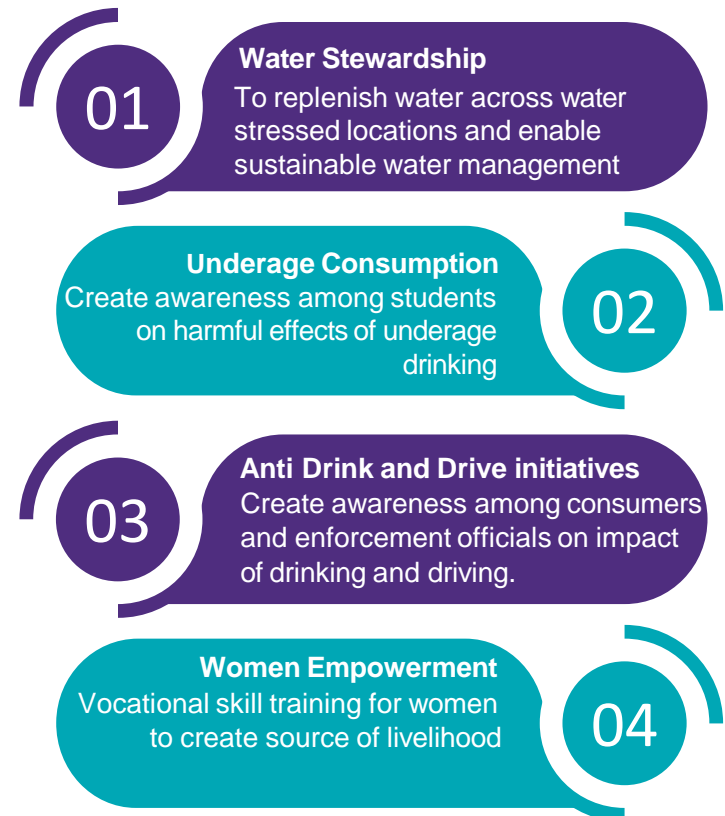 01
Water Stewardship
To replenish water across water
stressed locations and enable
sustainable water management
Underage Consumption
Create awareness among students
on harmful effects of underage
drinking
02
03
Anti Drink and Drive initiatives
Create awareness among consumers
and enforcement officials on impact
of drinking and driving.
Women Empowerment
Vocational skill training for women
to create source of livelihood
04